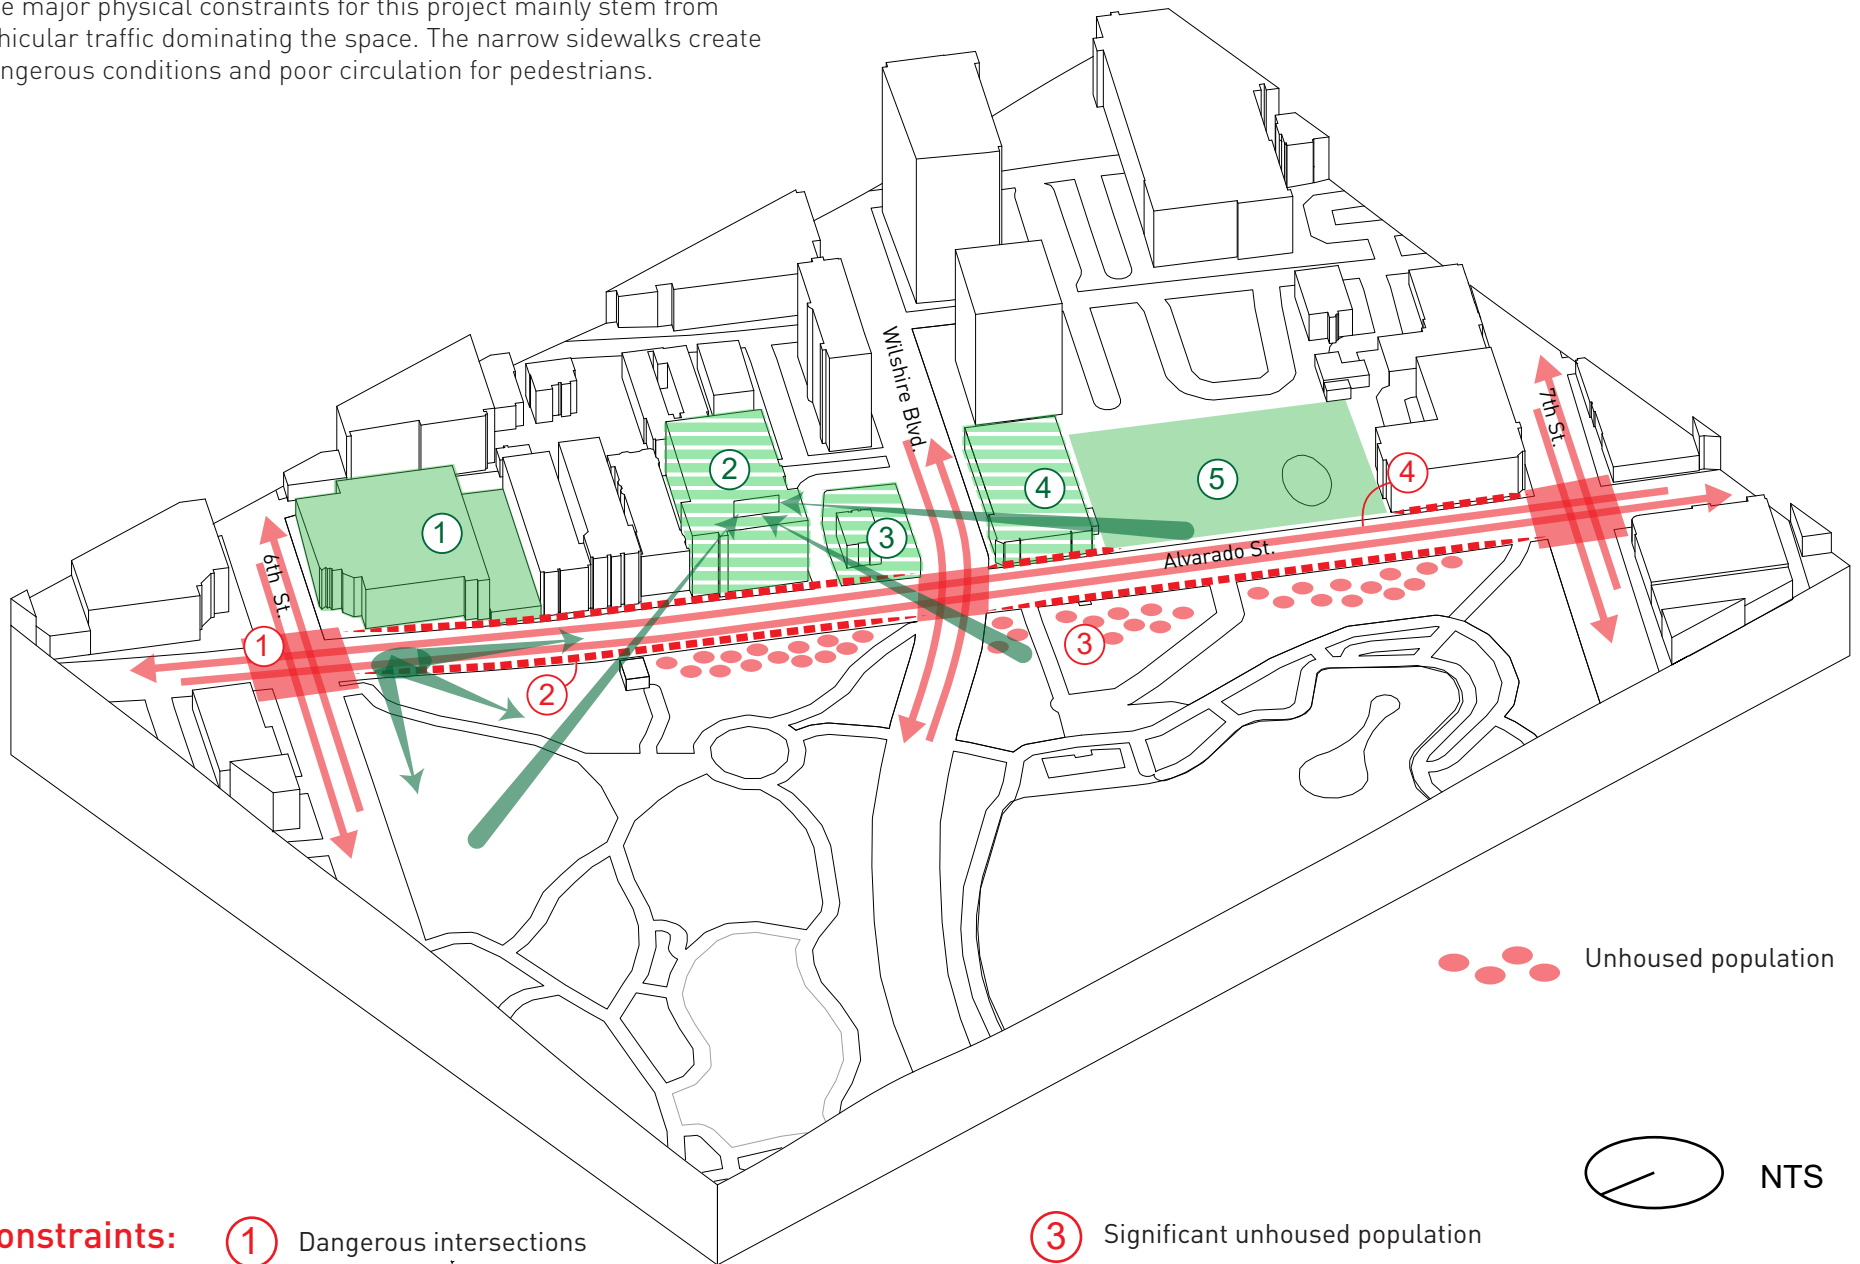 e major physical constraints for this project mainly stem from
hicular traffic dominating the space. The narrow sidewalks create
ngerous conditions and poor circulation for pedestrians.
Wilshire Blvd.
7th St.
2
4
5
4
1
3
6th St.
Alvarado St.
1
3
2
Unhoused population
NTS
onstraints:
1 Dangerous intersections
3 Significant unhoused population